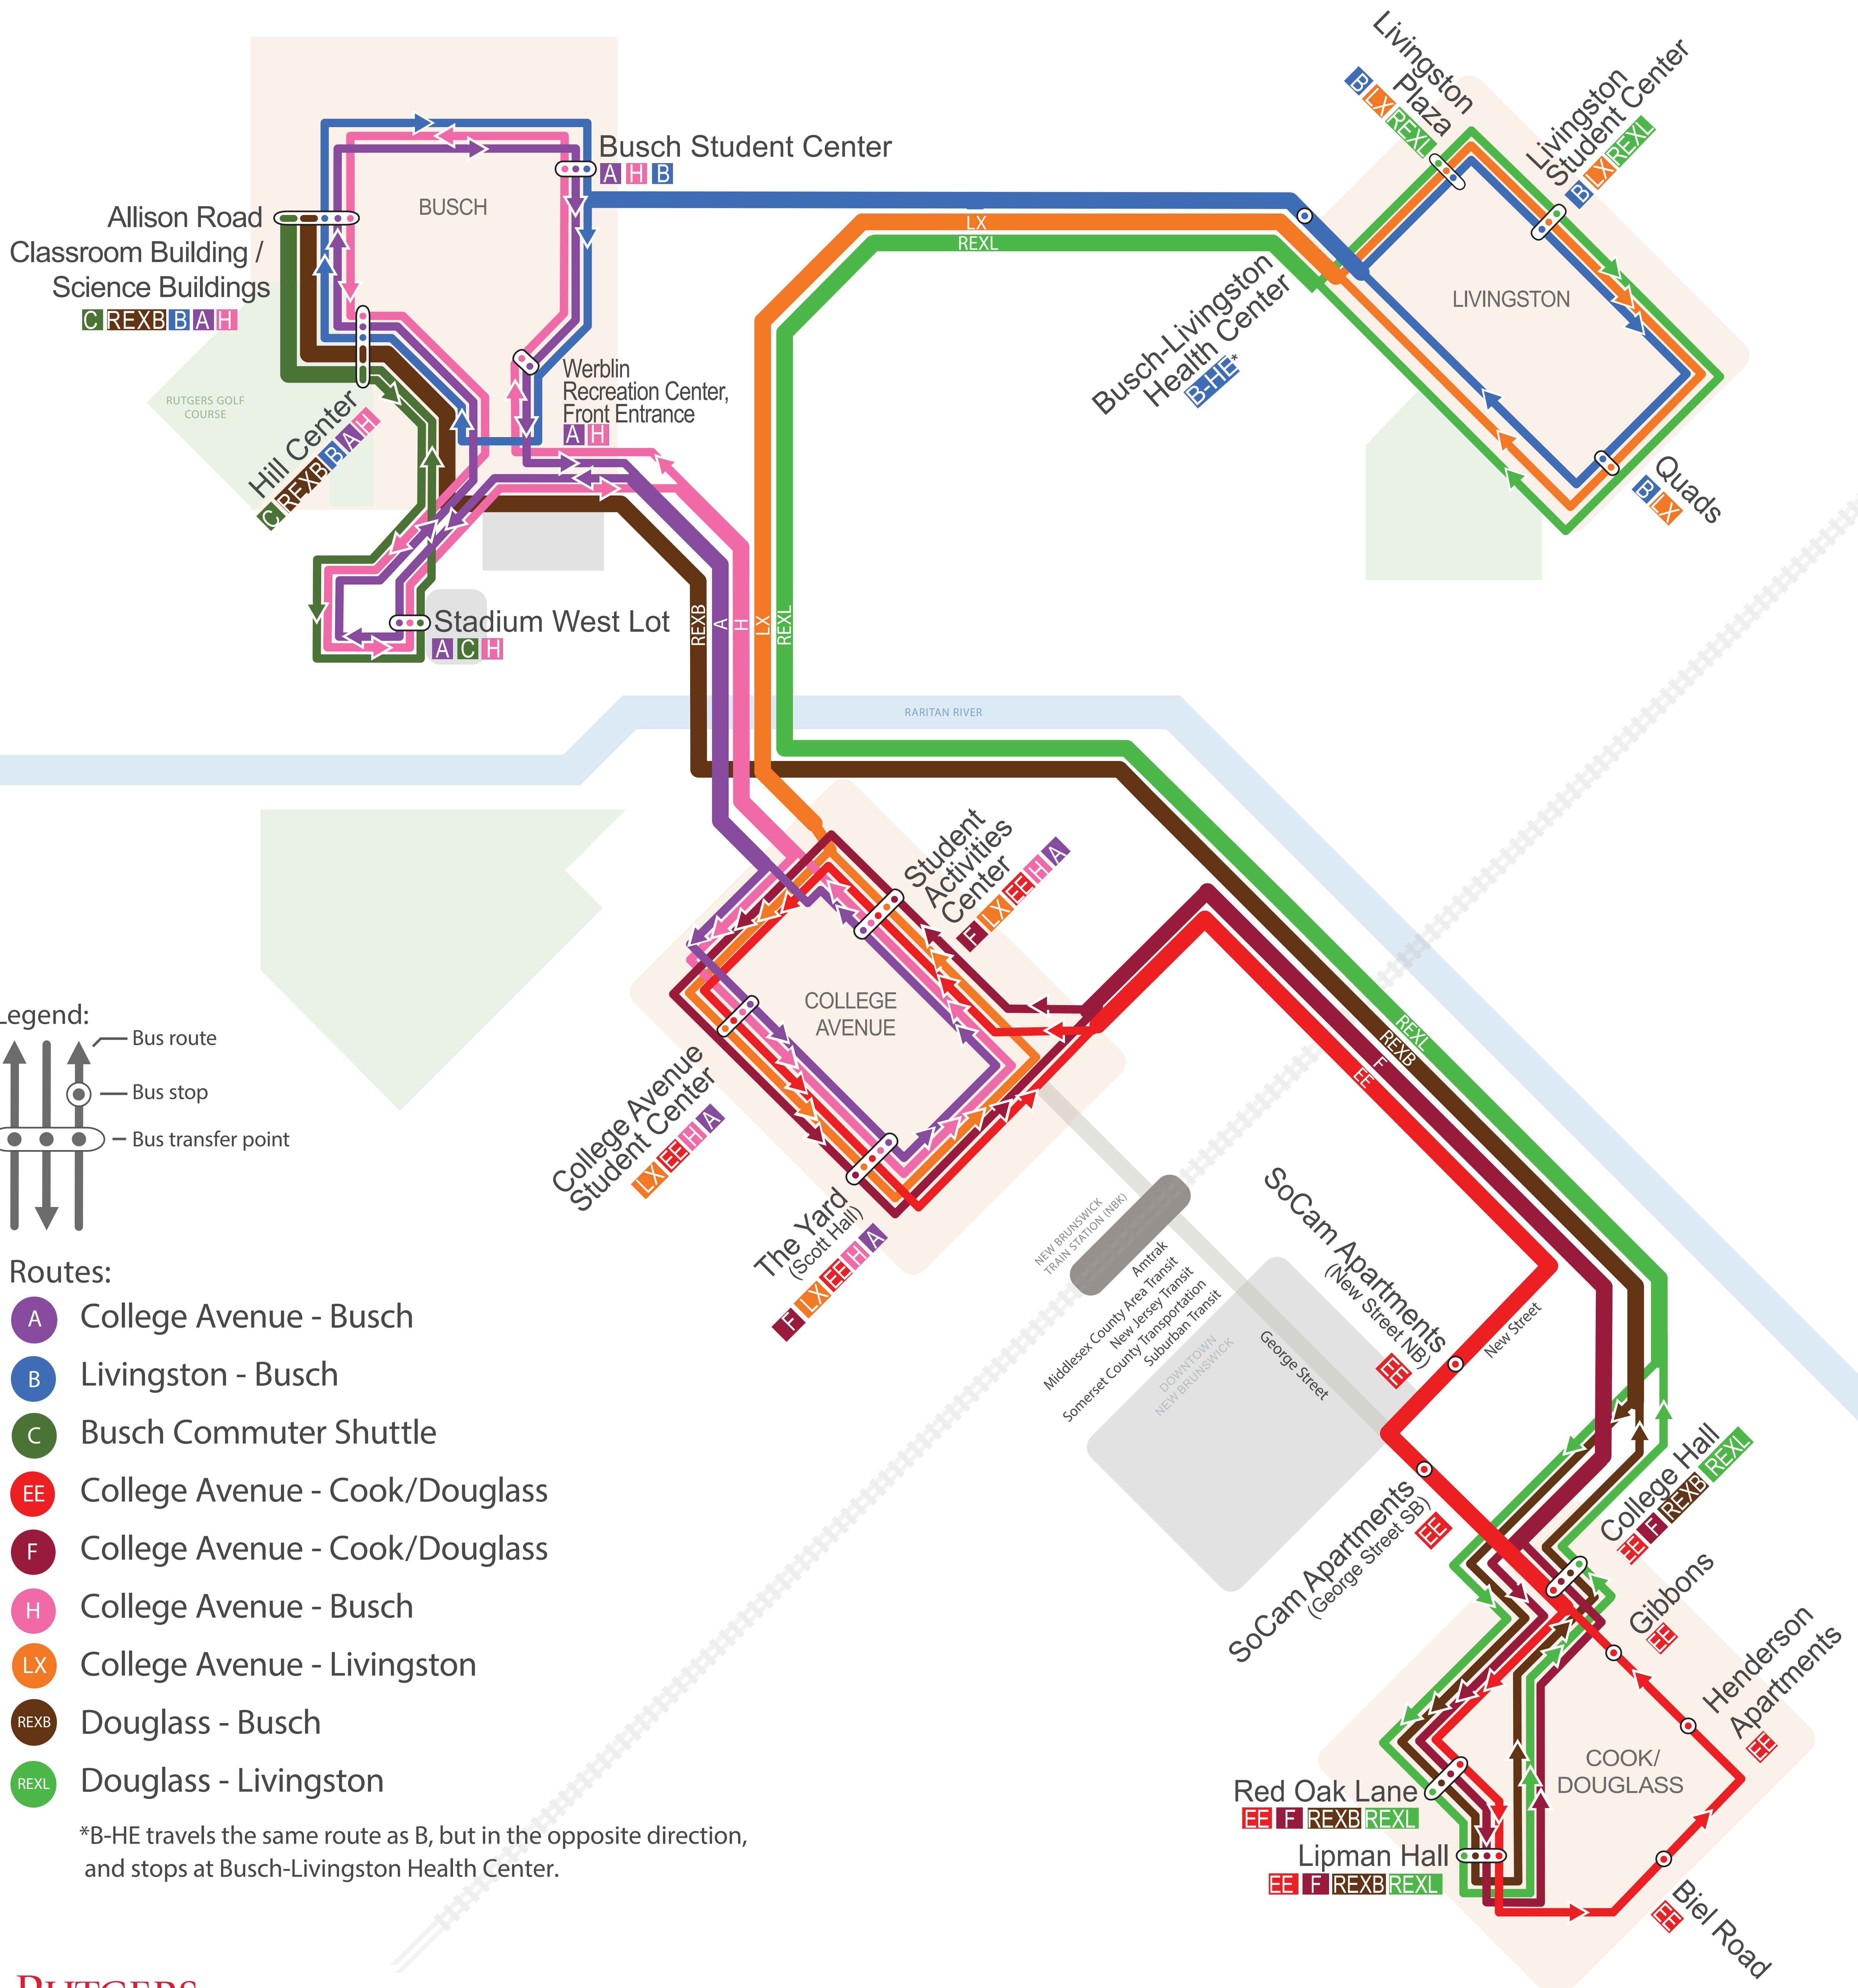 Livingston
Plaza
B LX REXL
Livingston
Student Center
B LX REXL
Busch Student Center
A H B
BUSCH
Allison Road
Classroom Building /
Science Buildings
C REXB B A H
LX
REXL
Busch-Livingston
Health Center
B-HE*
LIVINGSTON
Werblin
Recreation Center,
Front Entrance
A H
RUTGERS GOLF
COURSE
Hill Center
C REXB B A H
Quads
B LX
Stadium West Lot
A C H
REXB
A
H
LX
REXL
RARITAN RIVER
Student
Activities
Center
F LX EE H A
COLLEGE
AVENUE
College Avenue
Student Center
LX EE H A
The Yard
(Scott Hall)
F LX EE H A
REXL
REXB
F
EE
NEW BRUNSWICK
TRAIN STATION (NBK)
Amtrak
Middlesex County Area Transit
New Jersey Transit
Somerset County Transportation
Suburban Transit
DOWNTOWN
NEW BRUNSWICK
George Street
SoCam Apartments
(New Street NB)
EE
New Street
SoCam Apartments
(George Street SB)
EE
College Hall
EE F REXB REXL
Gibbons
EE
Henderson
Apartments
EE
COOK/
DOUGLASS
Red Oak Lane
EE F REXB REXL
Lipman Hall
EE F REXB REXL
Biel Road
EE
Legend:
Bus route
Bus stop
Bus transfer point
Routes:
A College Avenue - Busch
B Livingston - Busch
C Busch Commuter Shuttle
EE College Avenue - Cook/Douglass
F College Avenue - Cook/Douglass
H College Avenue - Busch
LX College Avenue - Livingston
REXB Douglass - Busch
REXL Douglass - Livingston
*B-HE travels the same route as B, but in the opposite direction,
and stops at Busch-Livingston Health Center.
RUTGERS